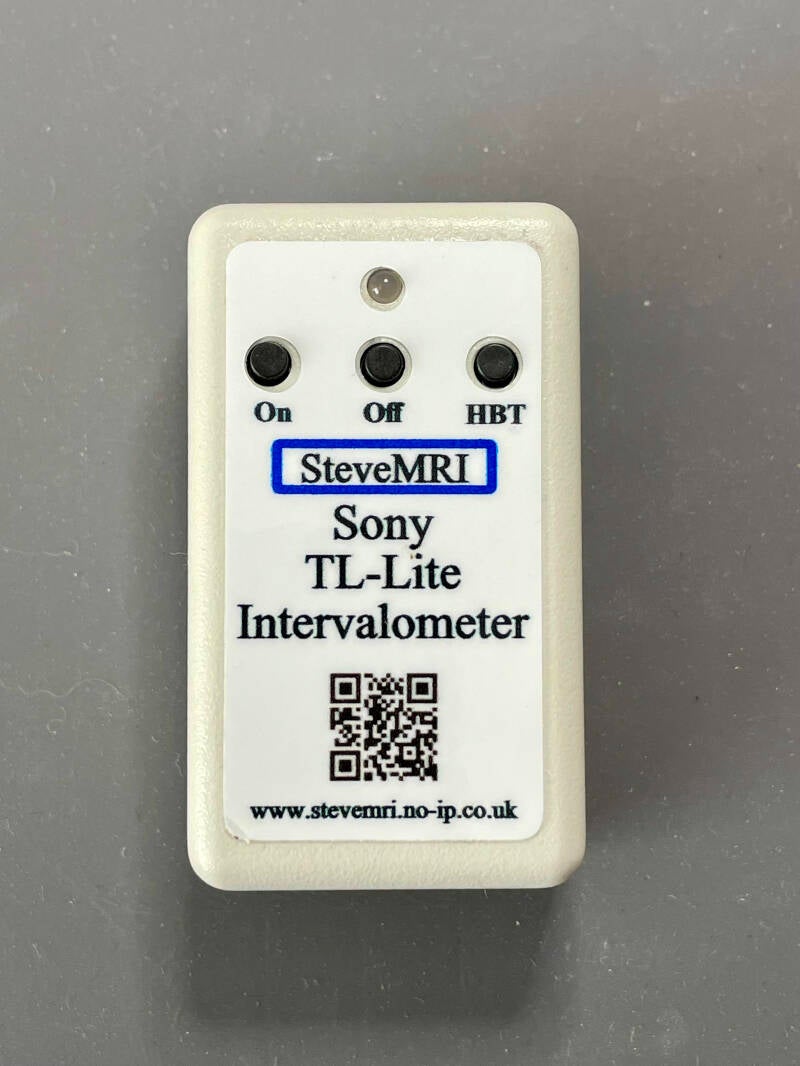 On Off HBT
SteveMRI
Sony
TL-Lite
Intervalometer
www.stevemri.no-ip.co.uk